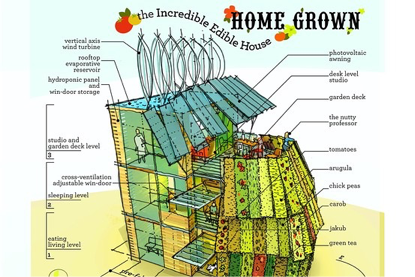 the Incredible Edible House
HOME GROWN
vertical axis
wind turbine
rooftop
evaporative
reservoir
hydroponic panel
and
win-door storage
studio and
garden deck level
3
cross-ventilation
adjustable win-door
sleeping level
2
eating
living level
1
photovoltaic
awning
desk level
studio
garden deck
the nutty
professor
tomatoes
arugula
chick peas
carob
jakub
green tea